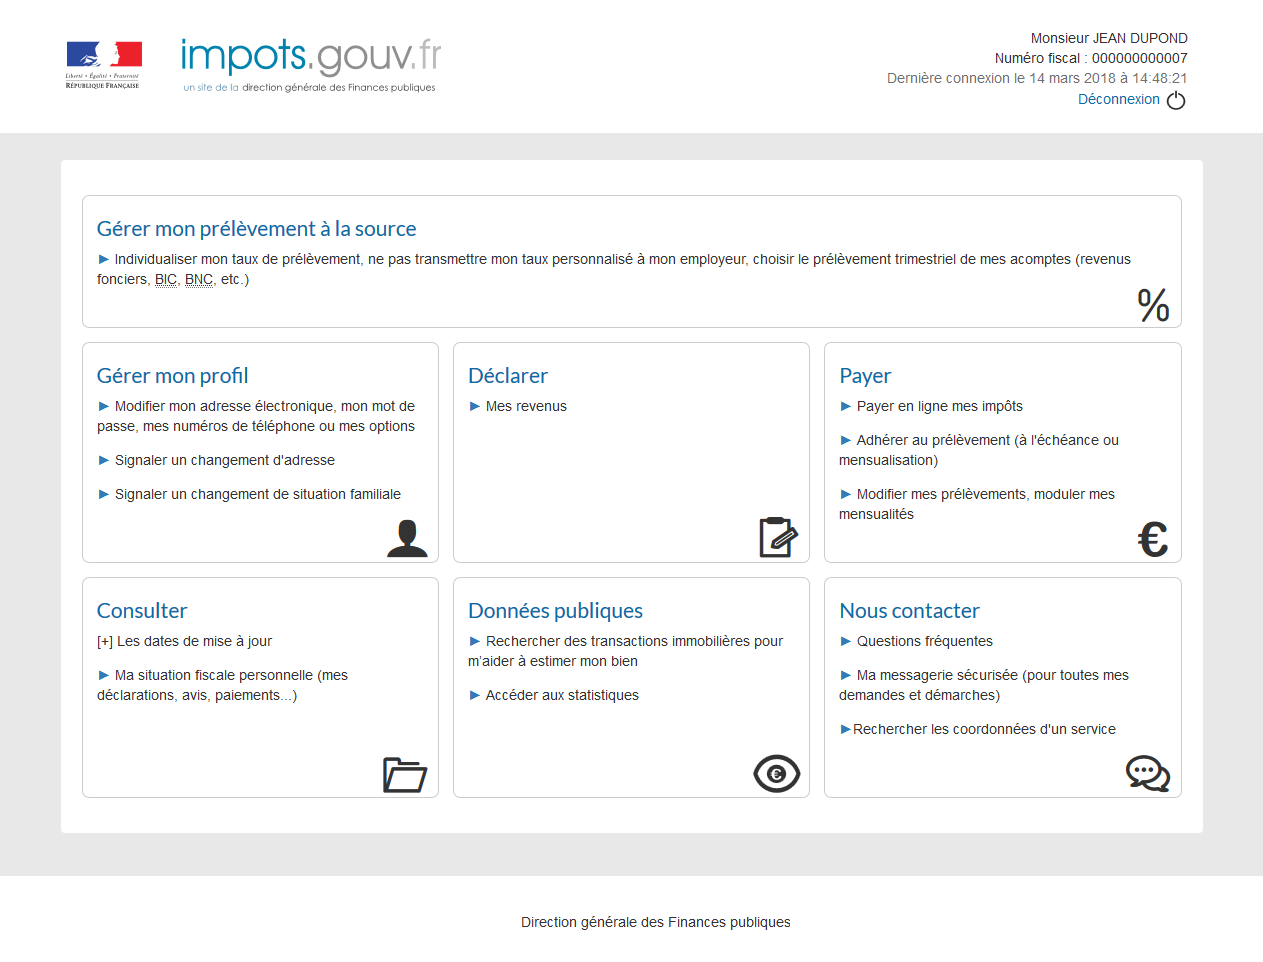 Liberté • Égalité • Fraternité
RÉPUBLIQUE FRANÇAISE
impots.gouv.fr
un site de la direction générale des Finances publiques
Monsieur JEAN DUPOND
Numéro fiscal : 000000000007
Dernière connexion le 14 mars 2018 à 14:48:21
Déconnexion
Gérer mon prélèvement à la source
► Individualiser mon taux de prélèvement, ne pas transmettre mon taux personnalisé à mon employeur, choisir le prélèvement trimestriel de mes acomptes (revenus
fonciers, BIC, BNC, etc.)
%
Gérer mon profil
► Modifier mon adresse électronique, mon mot de
passe, mes numéros de téléphone ou mes options
► Signaler un changement d'adresse
► Signaler un changement de situation familiale
Déclarer
► Mes revenus
Payer
► Payer en ligne mes impôts
► Adhérer au prélèvement (à l'échéance ou
mensualisation)
► Modifier mes prélèvements, moduler mes
mensualités
€
Consulter
[+] Les dates de mise à jour
► Ma situation fiscale personnelle (mes
déclarations, avis, paiements...)
Données publiques
► Rechercher des transactions immobilières pour
m'aider à estimer mon bien
► Accéder aux statistiques
€
Nous contacter
► Questions fréquentes
► Ma messagerie sécurisée (pour toutes mes
demandes et démarches)
►Rechercher les coordonnées d'un service
Direction générale des Finances publiques